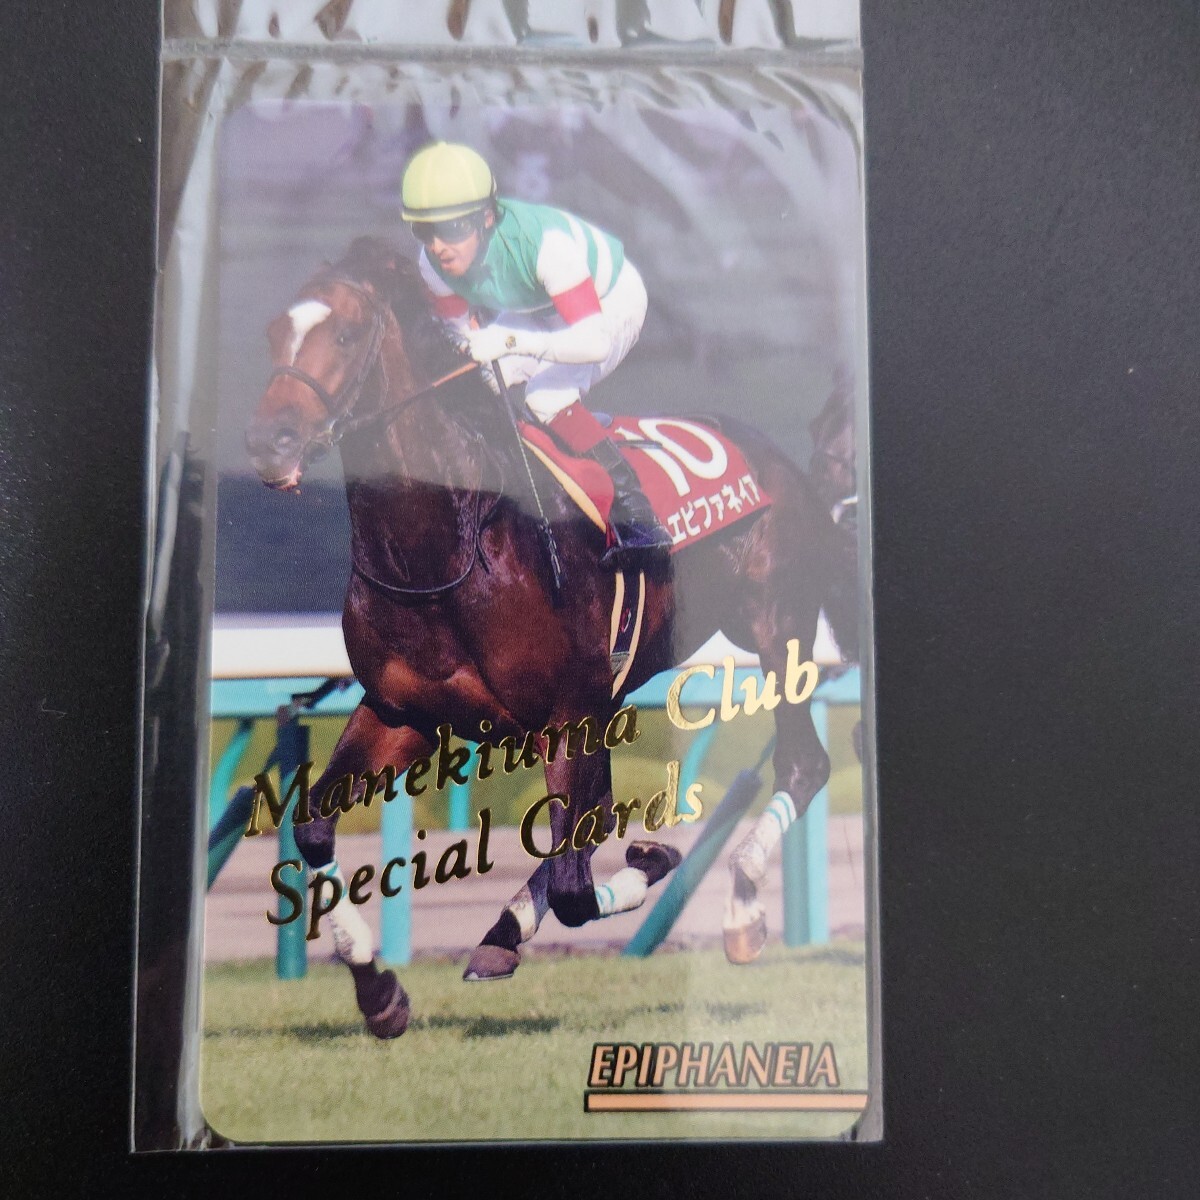 10
エピファネイア
Manekiuma Club
Special Cards
EPIPHANEIA